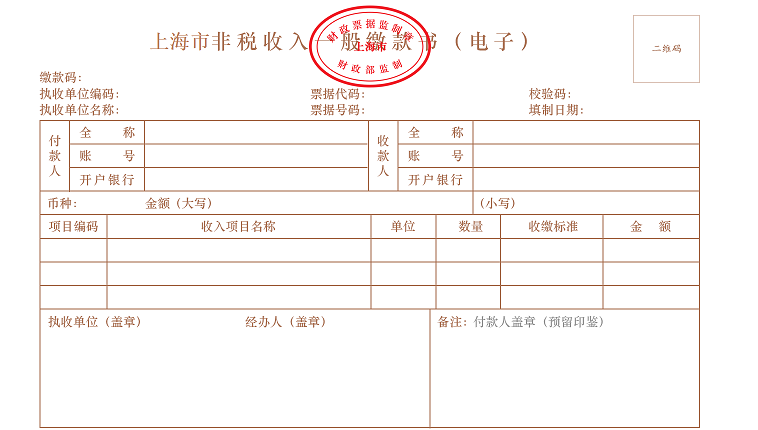 上海市非税收入一般缴款书（电子）
财政票据监制章
上海市
财政部监制
二维码
缴款码：
执收单位编码： 票据代码： 校验码：
执收单位名称： 票据号码： 填制日期：
付款人 全 称 收款人 全 称
账 号 账 号
开户银行 开户银行
币种： 金额（大写） （小写）
项目编码 收入项目名称 单位 数量 收缴标准 金 额
执收单位（盖章） 经办人（盖章） 备注：付款人盖章（预留印鉴）